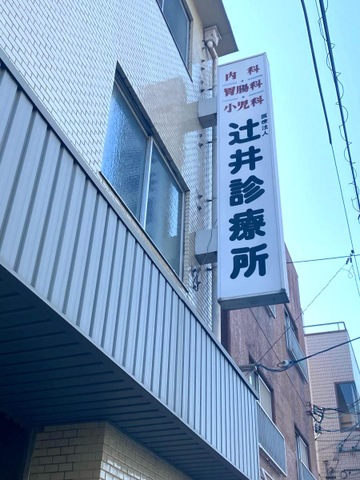 内科
胃腸科
小児科
医療法人
辻井診療所